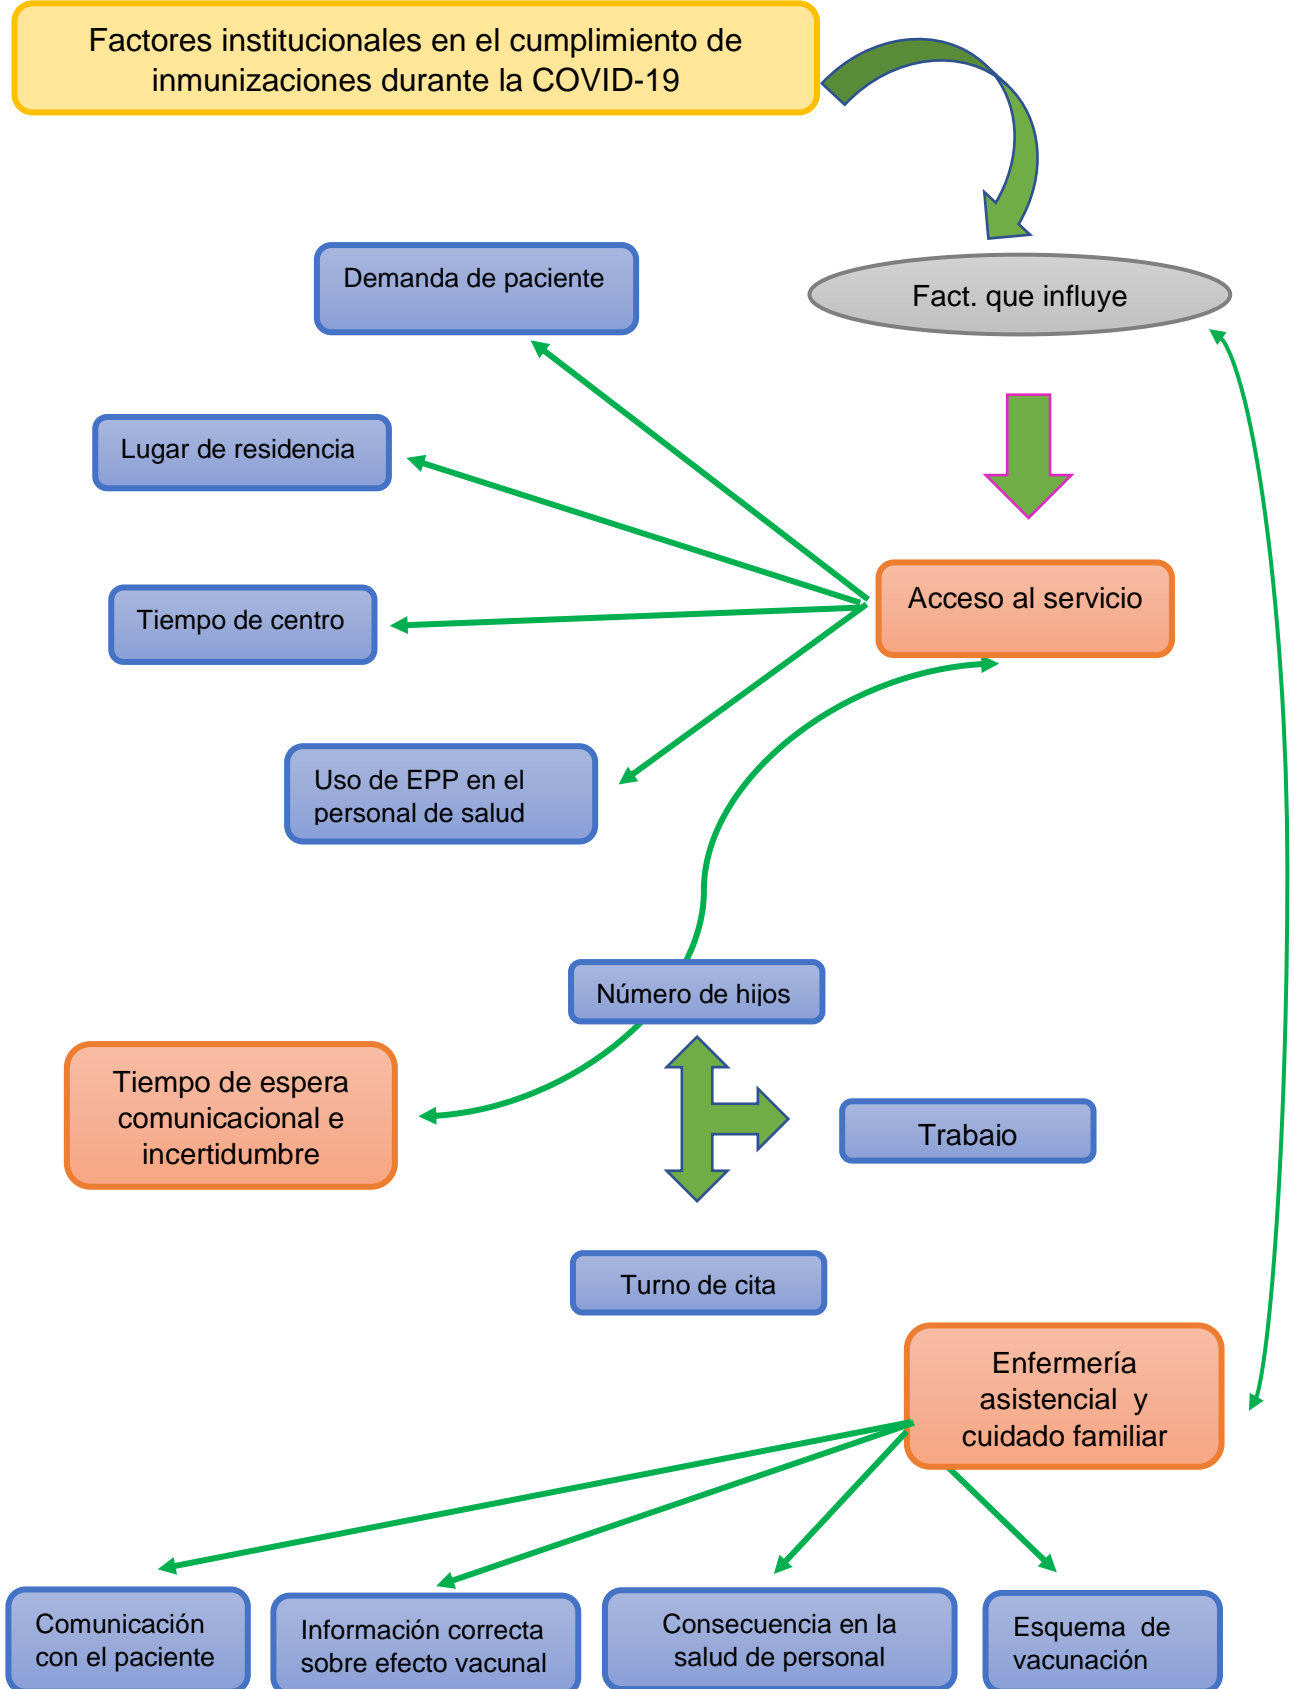 Factores institucionales en el cumplimiento de
inmunizaciones durante la COVID-19
Demanda de paciente
Fact. que influye
Lugar de residencia
Acceso al servicio
Tiempo de centro
Uso de EPP en el
personal de salud
Número de hijos
Tiempo de espera
comunicacional e
incertidumbre
Trabajo
Turno de cita
Enfermería
asistencial y
cuidado familiar
Comunicación
con el paciente
Información correcta
sobre efecto vacunal
Consecuencia en la
salud de personal
Esquema de
vacunación